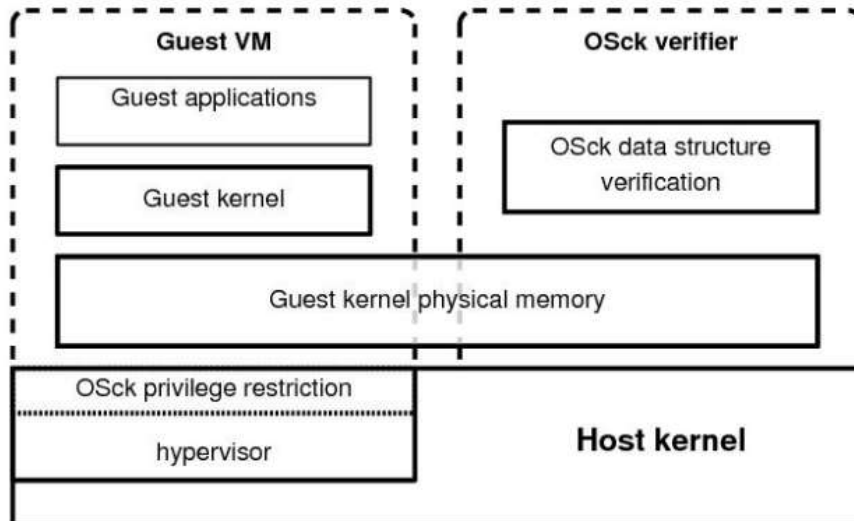 Guest VM
Guest applications
Guest kernel
OSck verifier
OSck data structure
verification
Guest kernel physical memory
OSck privilege restriction
hypervisor
Host kernel